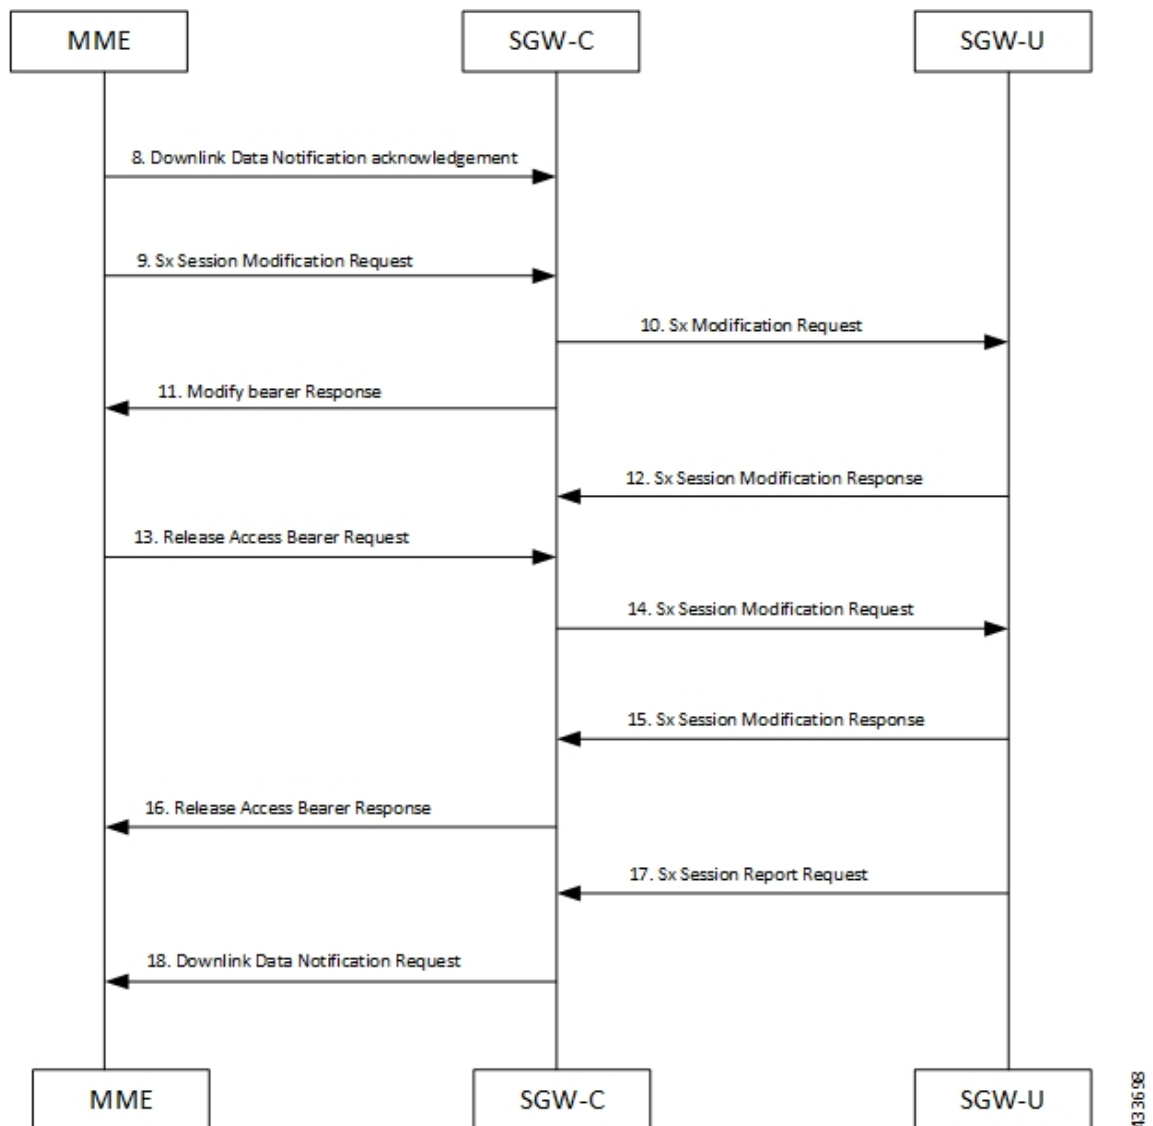 MME SGW-C SGW-U
8. Downlink Data Notification acknowledgement
9. Sx Session Modification Request
10. Sx Modification Request
11. Modify bearer Response
12. Sx Session Modification Response
13. Release Access Bearer Request
14. Sx Session Modification Request
15. Sx Session Modification Response
16. Release Access Bearer Response
17. Sx Session Report Request
18. Downlink Data Notification Request
MME SGW-C SGW-U
433698